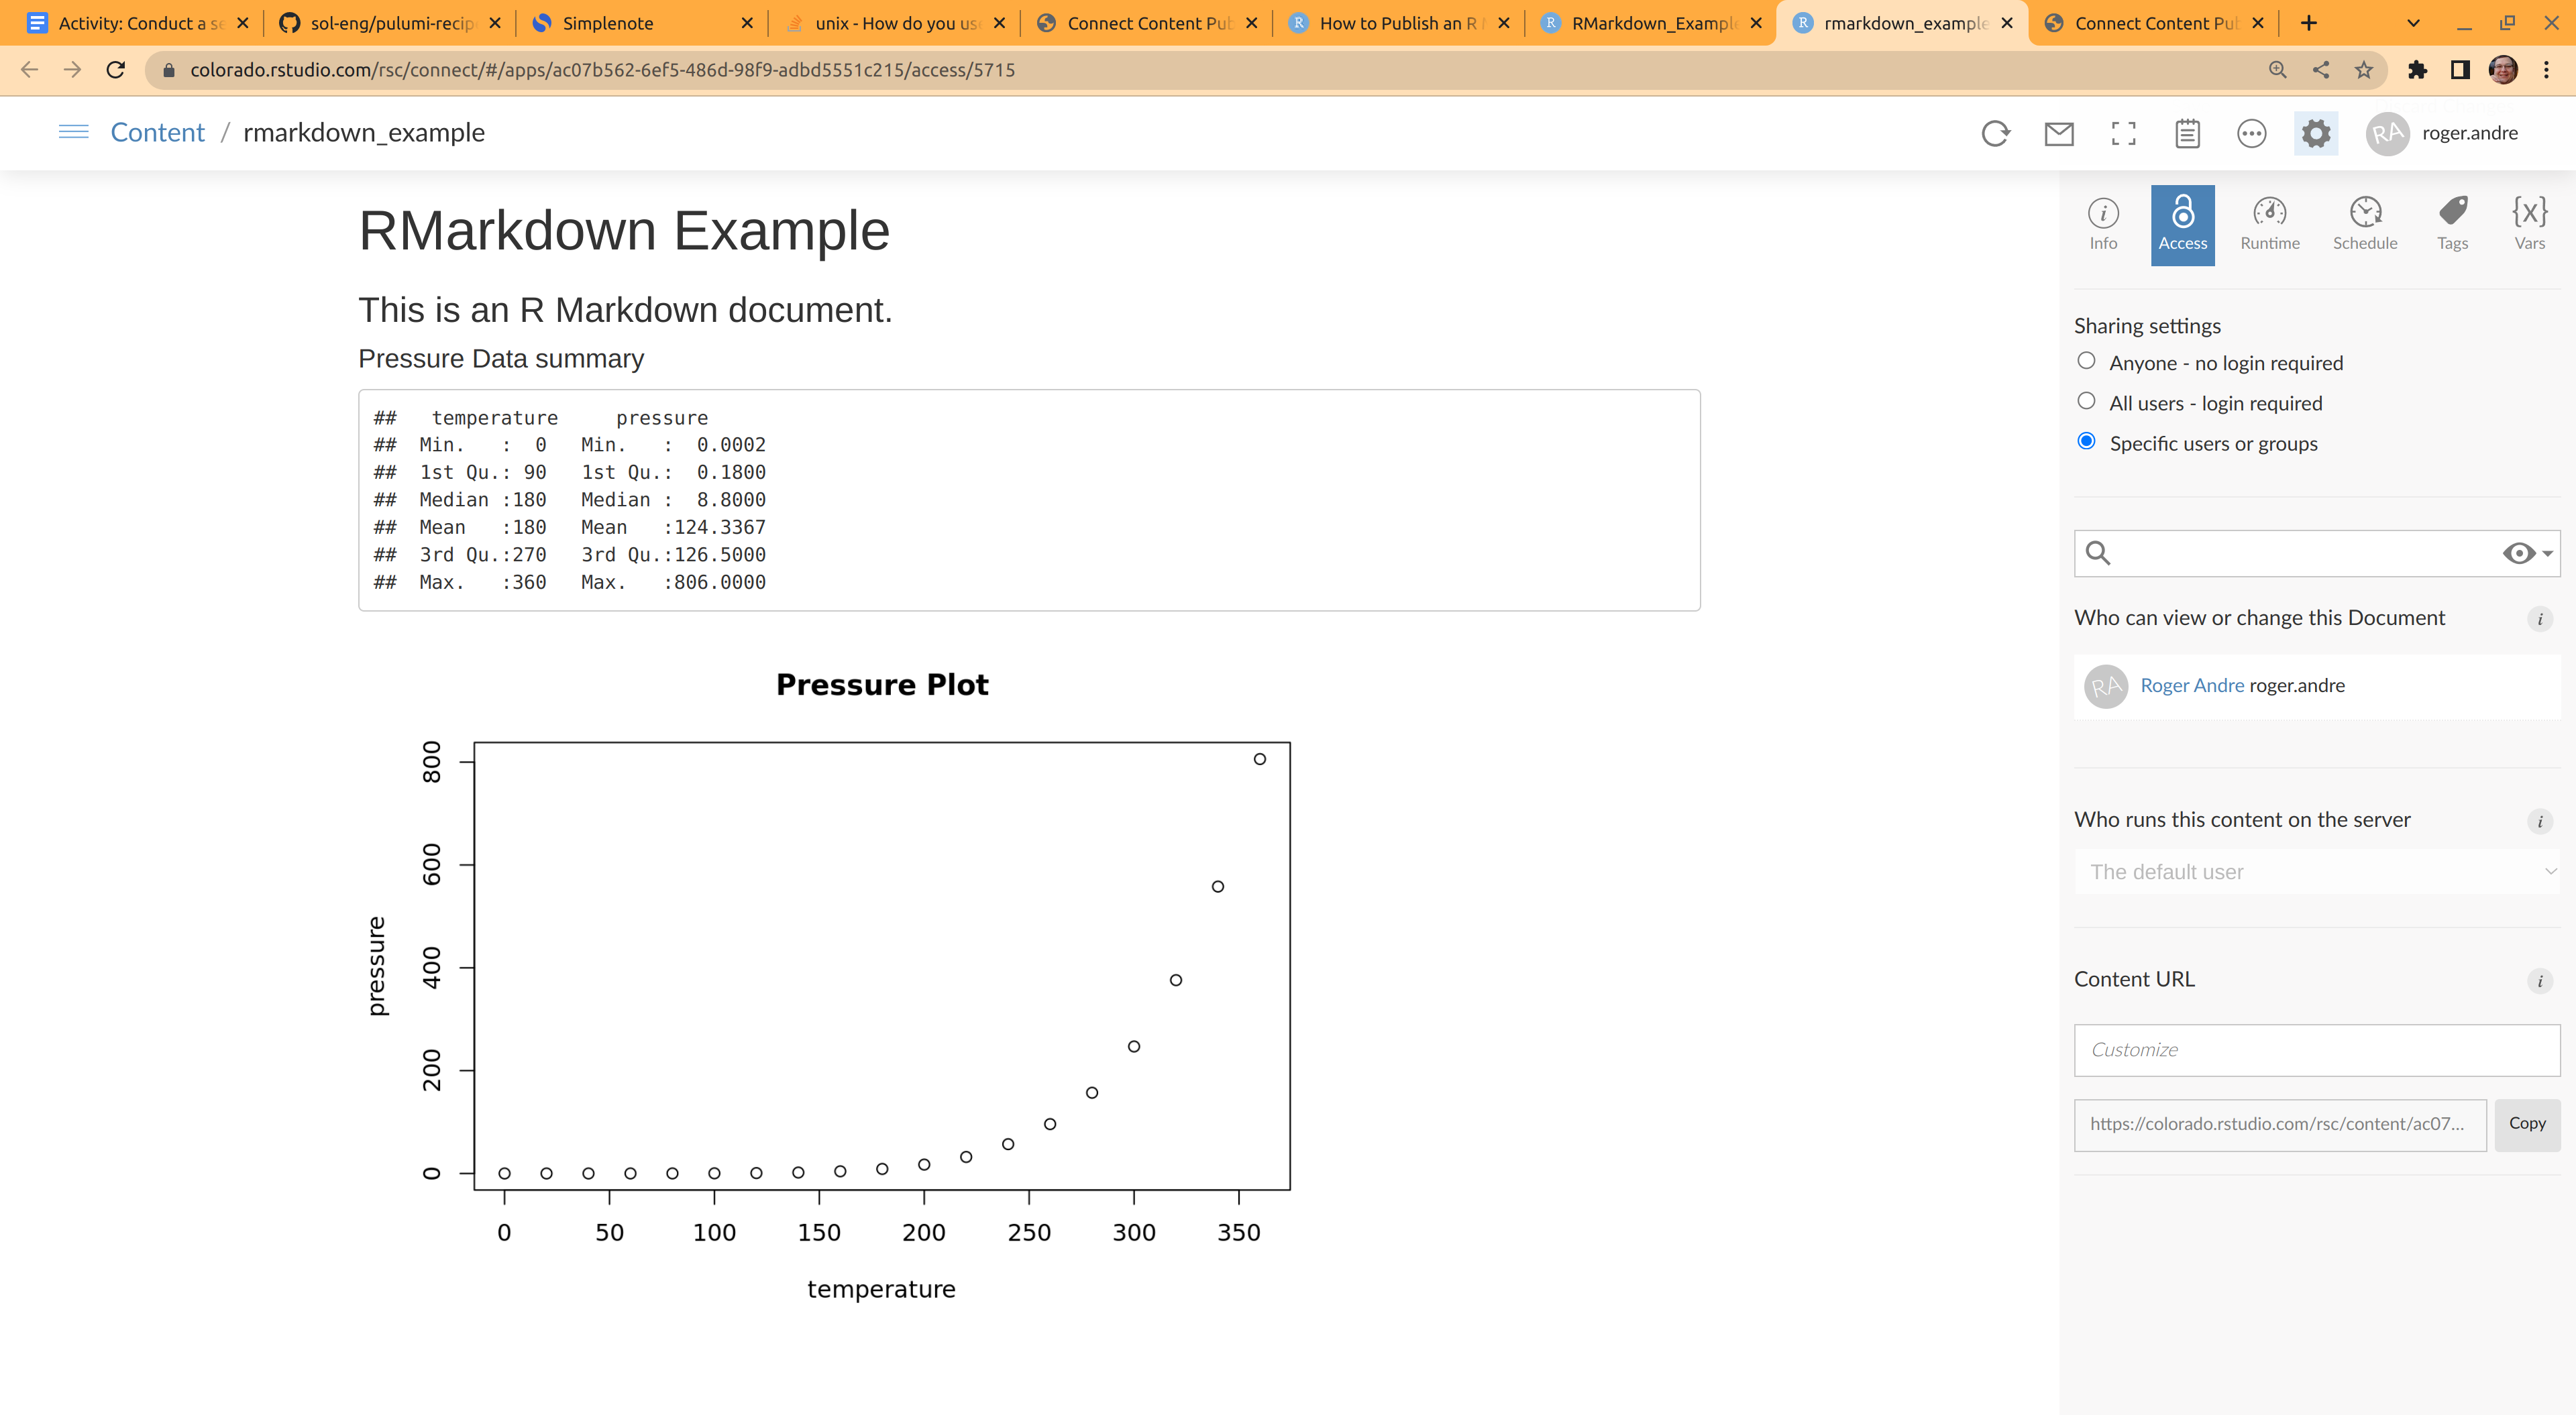 Activity: Conduct a se
sol-eng/pulumi-recip
Simplenote
unix - How do you us
Connect Content Pub
How to Publish an R
RMarkdown_Exampl
rmarkdown_example
Connect Content Pub
colorado.rstudio.com/rsc/connect/#/apps/ac07b562-6ef5-486d-98f9-adbd5551c215/access/5715
Content / rmarkdown_example
RA roger.andre
RMarkdown Example
This is an R Markdown document.
Pressure Data summary
##   temperature     pressure
##  Min.   :  0   Min.   :  0.0002
##  1st Qu.: 90   1st Qu.:  0.1800
##  Median :180   Median :  8.8000
##  Mean   :180   Mean   :124.3367
##  3rd Qu.:270   3rd Qu.:126.5000
##  Max.   :360   Max.   :806.0000
Pressure Plot
pressure
800
600
400
200
0
0 50 100 150 200 250 300 350
temperature
Info Access Runtime Schedule Tags {x} Vars
Sharing settings
Anyone - no login required
All users - login required
Specific users or groups
Who can view or change this Document
RA Roger Andre roger.andre
Who runs this content on the server
The default user
Content URL
Customize
https://colorado.rstudio.com/rsc/content/ac07... Copy